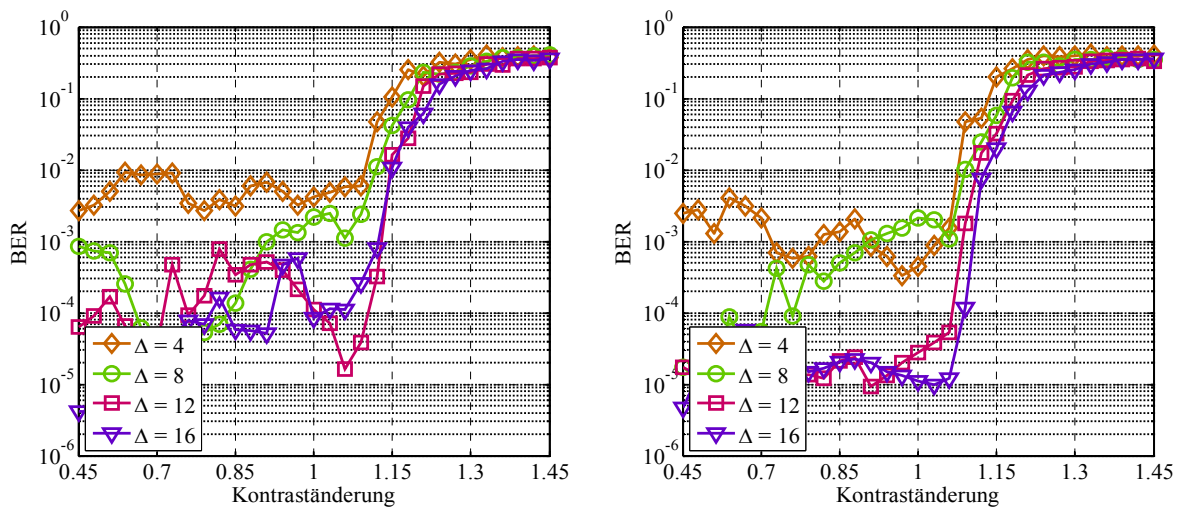 10^0
10^-1
10^-2
10^-3
10^-4
10^-5
10^-6
BER
0.45 0.7 0.85 1 1.15 1.3 1.45
Kontraständerung
Δ = 4
Δ = 8
Δ = 12
Δ = 16
10^0
10^-1
10^-2
10^-3
10^-4
10^-5
10^-6
BER
0.45 0.7 0.85 1 1.15 1.3 1.45
Kontraständerung
Δ = 4
Δ = 8
Δ = 12
Δ = 16